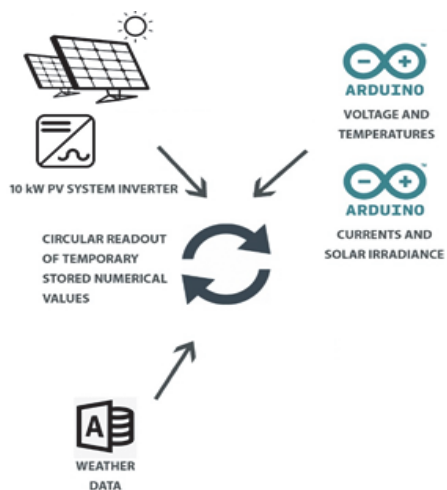 ARDUINO
VOLTAGE AND
TEMPERATURES
10 kW PV SYSTEM INVERTER
ARDUINO
CURRENTS AND
SOLAR IRRADIANCE
CIRCULAR READOUT
OF TEMPORARY
STORED NUMERICAL
VALUES
A
WEATHER
DATA